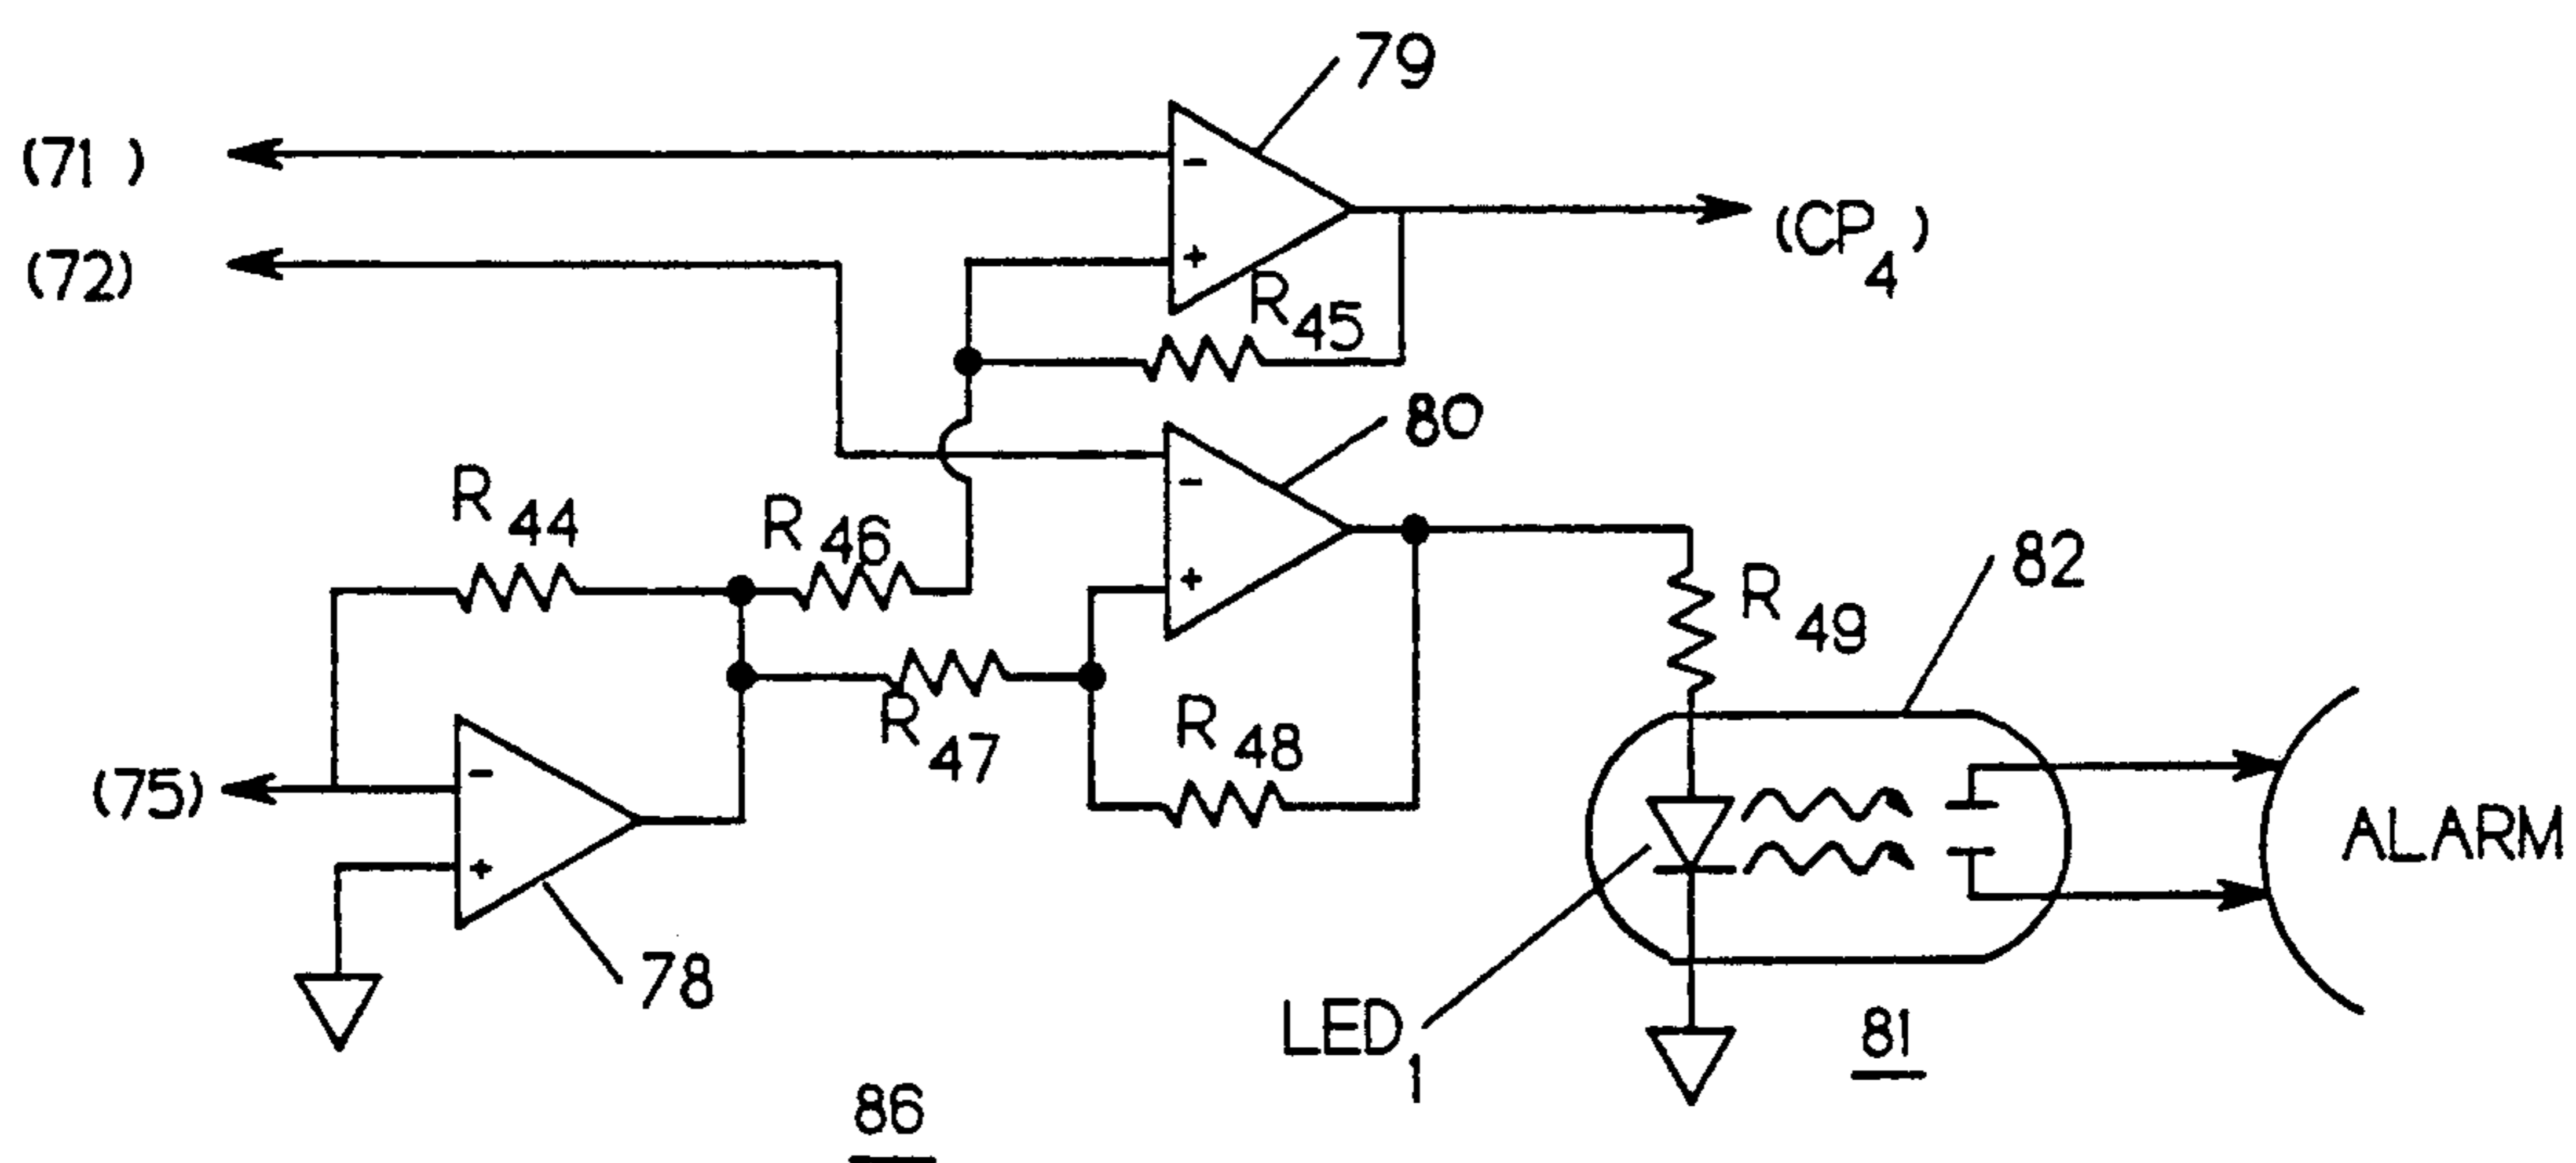 79
(71 )
- 
(CP4 )
(72)
+
R45
80
R44
R46
-
82
R49
+
R47
R48
(75)
-
ALARM
+
78
LED1
81
86